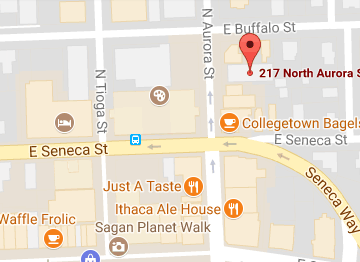 E Buffalo St
N Aurora St
217 North Aurora S
N Tioga St
Collegetown Bagels
E Seneca St
E Seneca St
Seneca Way
Just A Taste
Ithaca Ale House
Waffle Frolic
Sagan Planet Walk
E S